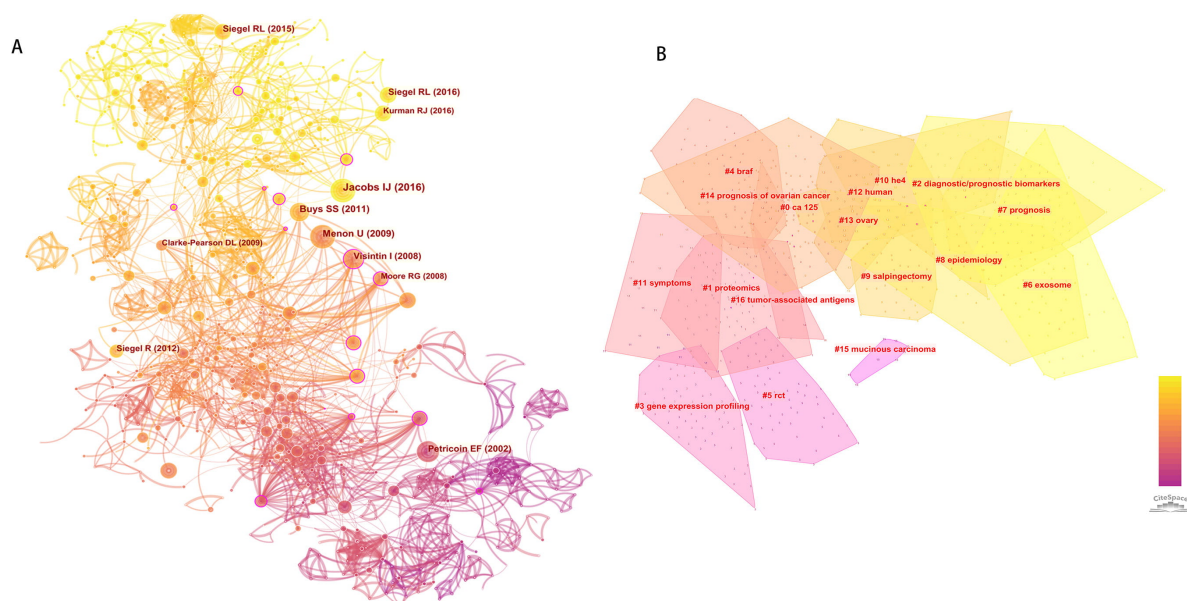 A
Siegel RL (2015)
Siegel RL (2016)
Kurman RJ (2016)
Jacobs IJ (2016)
Buys SS (2011)
Menon U (2009)
Clarke-Pearson DL (2009)
Visintin I (2008)
Moore RG (2008)
Siegel R (2012)
Petricoin EF (2002)
B
#4 braf
#10 he4
#2 diagnostic/prognostic biomarkers
#14 prognosis of ovarian cancer
#12 human
#0 ca 125
#7 prognosis
#13 ovary
#8 epidemiology
#11 symptoms
#1 proteomics
#9 salpingectomy
#6 exosome
#16 tumor-associated antigens
#15 mucinous carcinoma
#3 gene expression profiling
#5 rct
CiteSpace